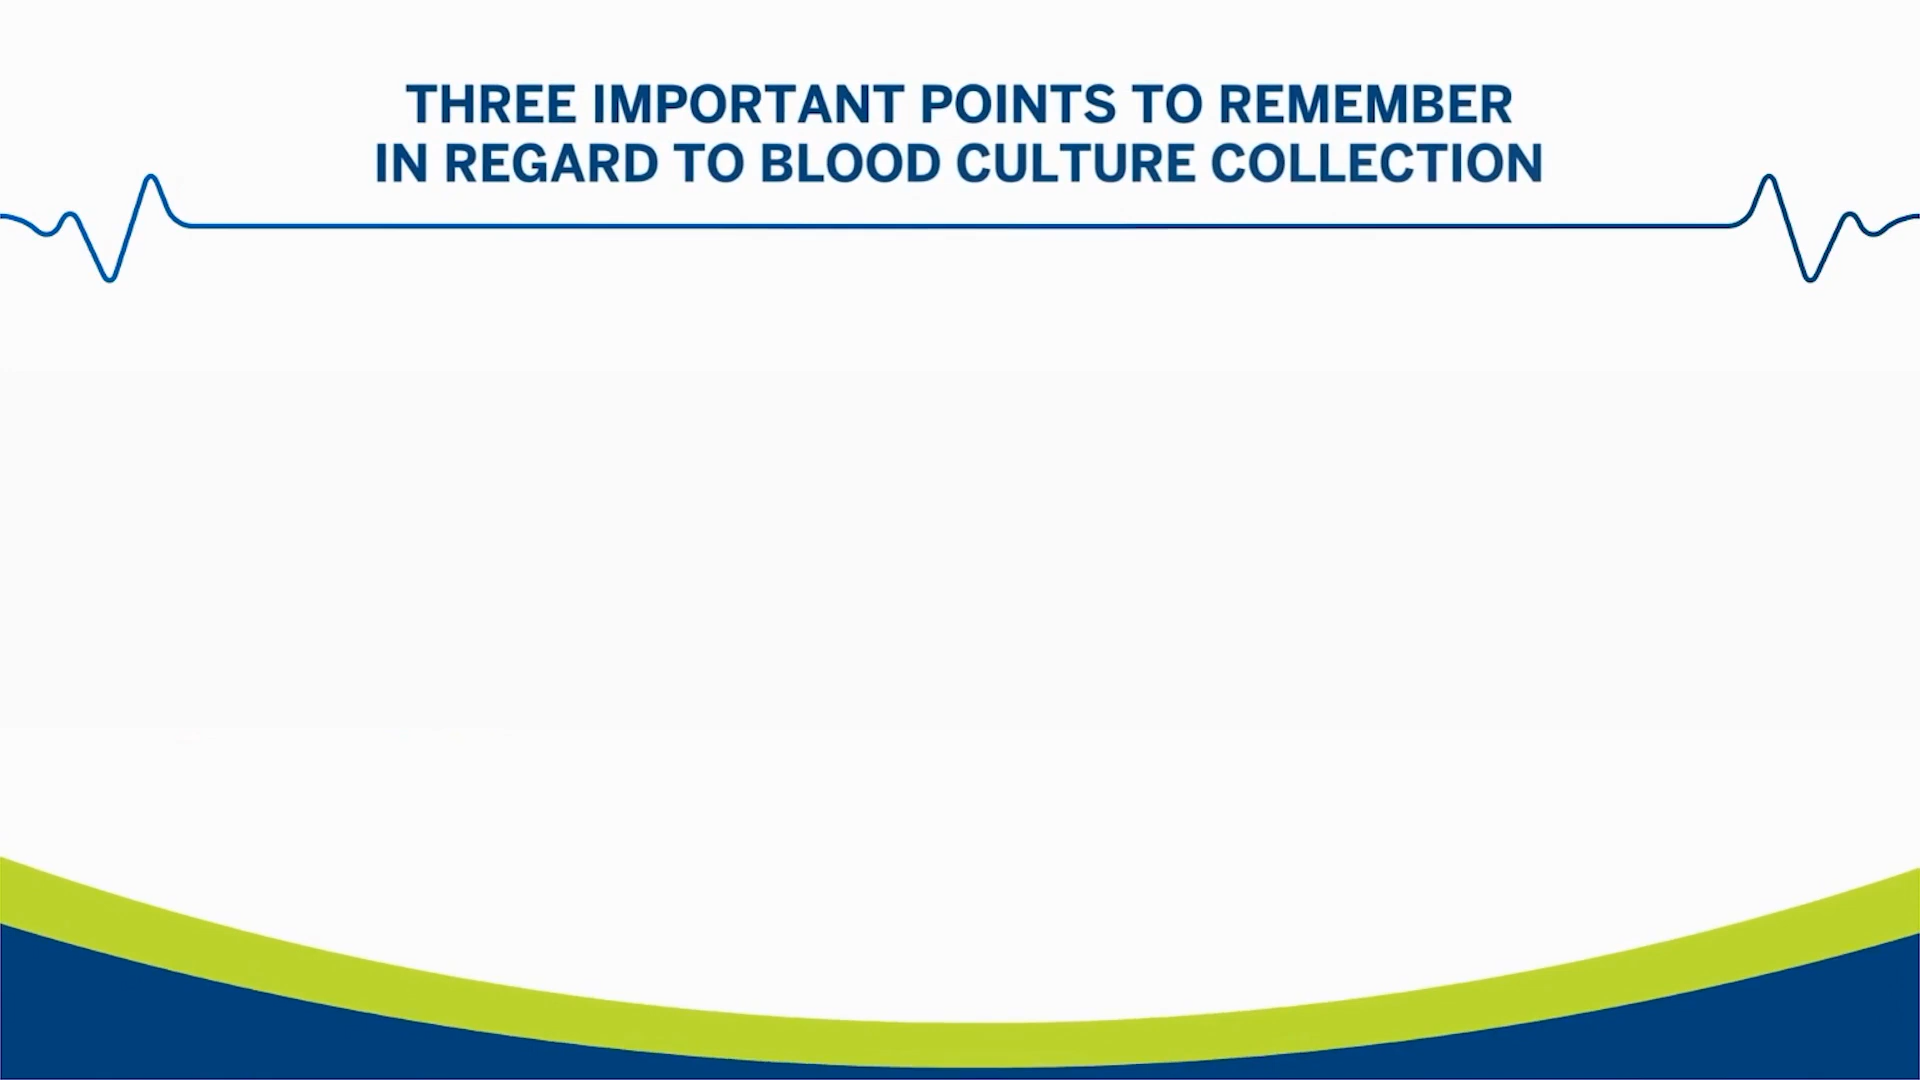 THREE IMPORTANT POINTS TO REMEMBER
IN REGARD TO BLOOD CULTURE COLLECTION